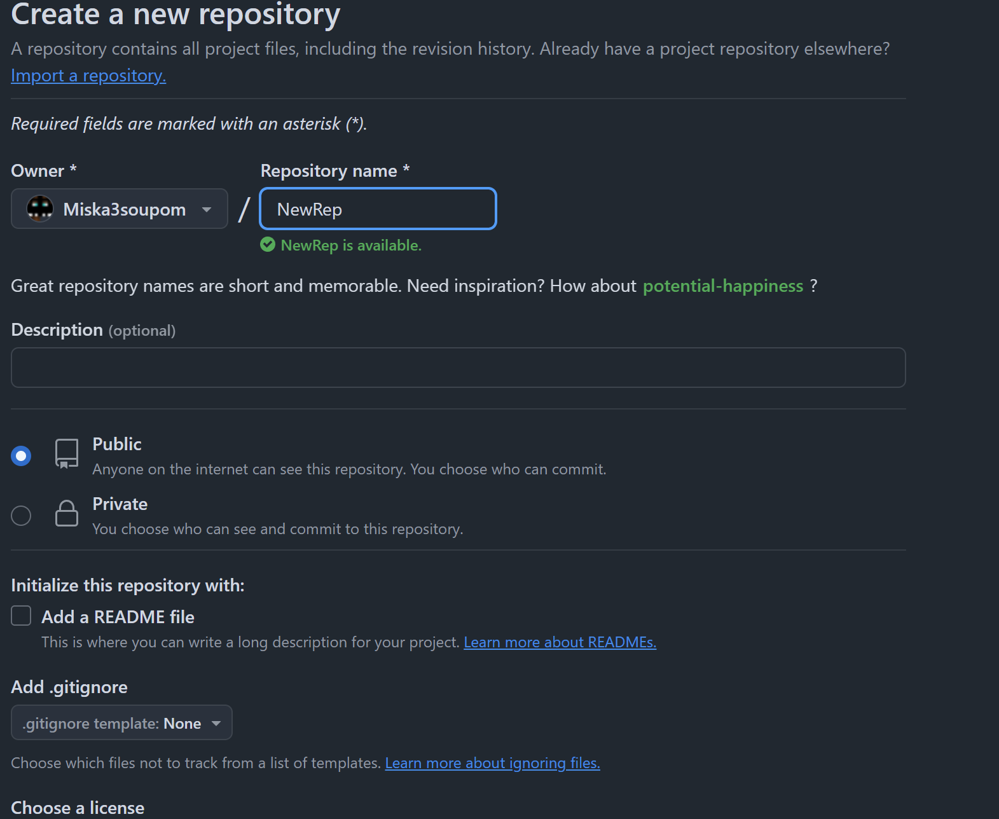 Create a new repository
A repository contains all project files, including the revision history. Already have a project repository elsewhere?
Import a repository.
Required fields are marked with an asterisk (*).
Owner *
Repository name *
Miska3soupom
/
NewRep
NewRep is available.
Great repository names are short and memorable. Need inspiration? How about potential-happiness ?
Description (optional)
Public
Anyone on the internet can see this repository. You choose who can commit.
Private
You choose who can see and commit to this repository.
Initialize this repository with:
Add a README file
This is where you can write a long description for your project. Learn more about READMEs.
Add .gitignore
.gitignore template: None
Choose which files not to track from a list of templates. Learn more about ignoring files.
Choose a license